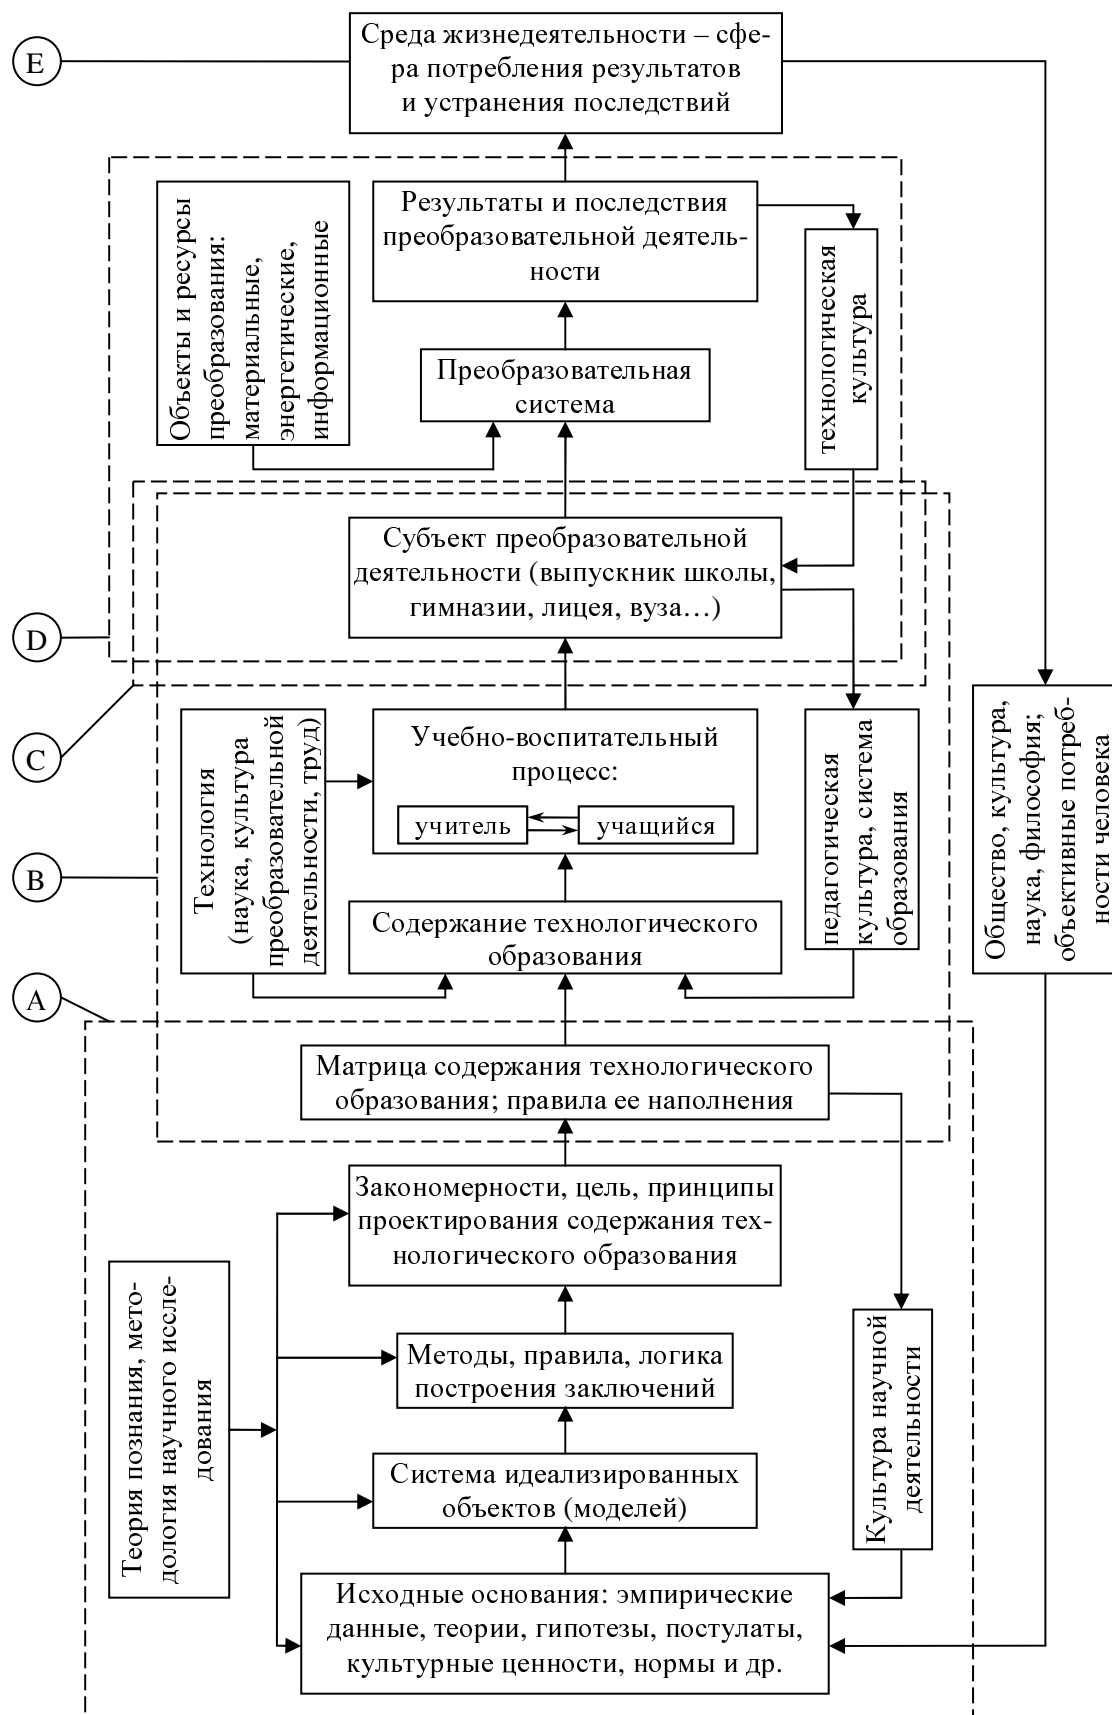 E
Среда жизнедеятельности – сфе-
ра потребления результатов
и устранения последствий
Объекты и ресурсы
преобразования:
материальные,
энергетические,
информационные
Результаты и последствия
преобразовательной деятель-
ности
технологическая
культура
Преобразовательная
система
Субъект преобразовательной
деятельности (выпускник школы,
гимназии, лицея, вуза…)
D
C
Технология
(наука, культура
преобразовательной
деятельности, труд)
Учебно-воспитательный
процесс:
учитель
учащийся
педагогическая
культура, система
образования
Общество, культура,
наука, философия;
объективные потреб-
ности человека
B
Содержание технологического
образования
A
Матрица содержания технологического
образования; правила ее наполнения
Закономерности, цель, принципы
проектирования содержания тех-
нологического образования
Теория познания, мето-
дология научного иссле-
дования
Методы, правила, логика
построения заключений
Культура научной
деятельности
Система идеализированных
объектов (моделей)
Исходные основания: эмпирические
данные, теории, гипотезы, постулаты,
культурные ценности, нормы и др.